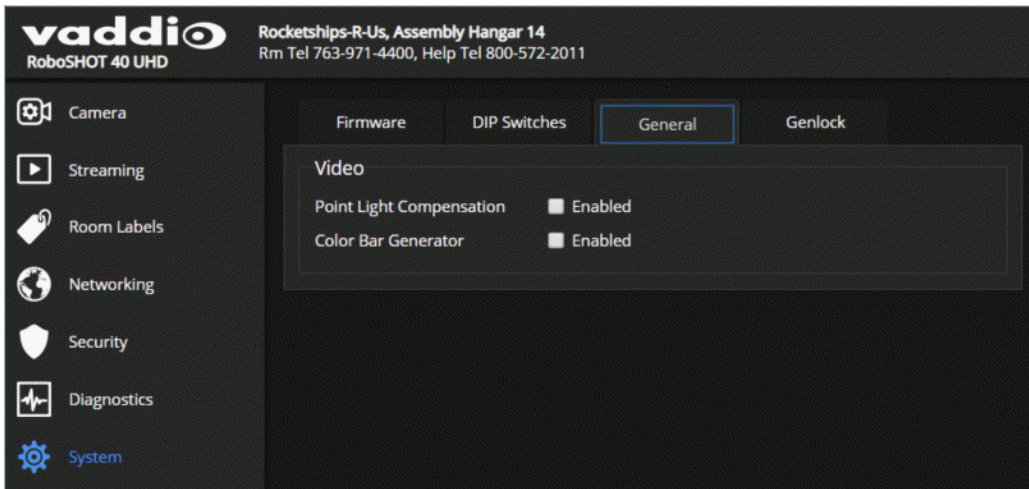 vaddio
RoboSHOT 40 UHD
Rocketships-R-Us, Assembly Hangar 14
Rm Tel 763-971-4400, Help Tel 800-572-2011
Camera
Streaming
Room Labels
Networking
Security
Diagnostics
System
Firmware DIP Switches General Genlock
Video
Point Light Compensation Enabled
Color Bar Generator Enabled